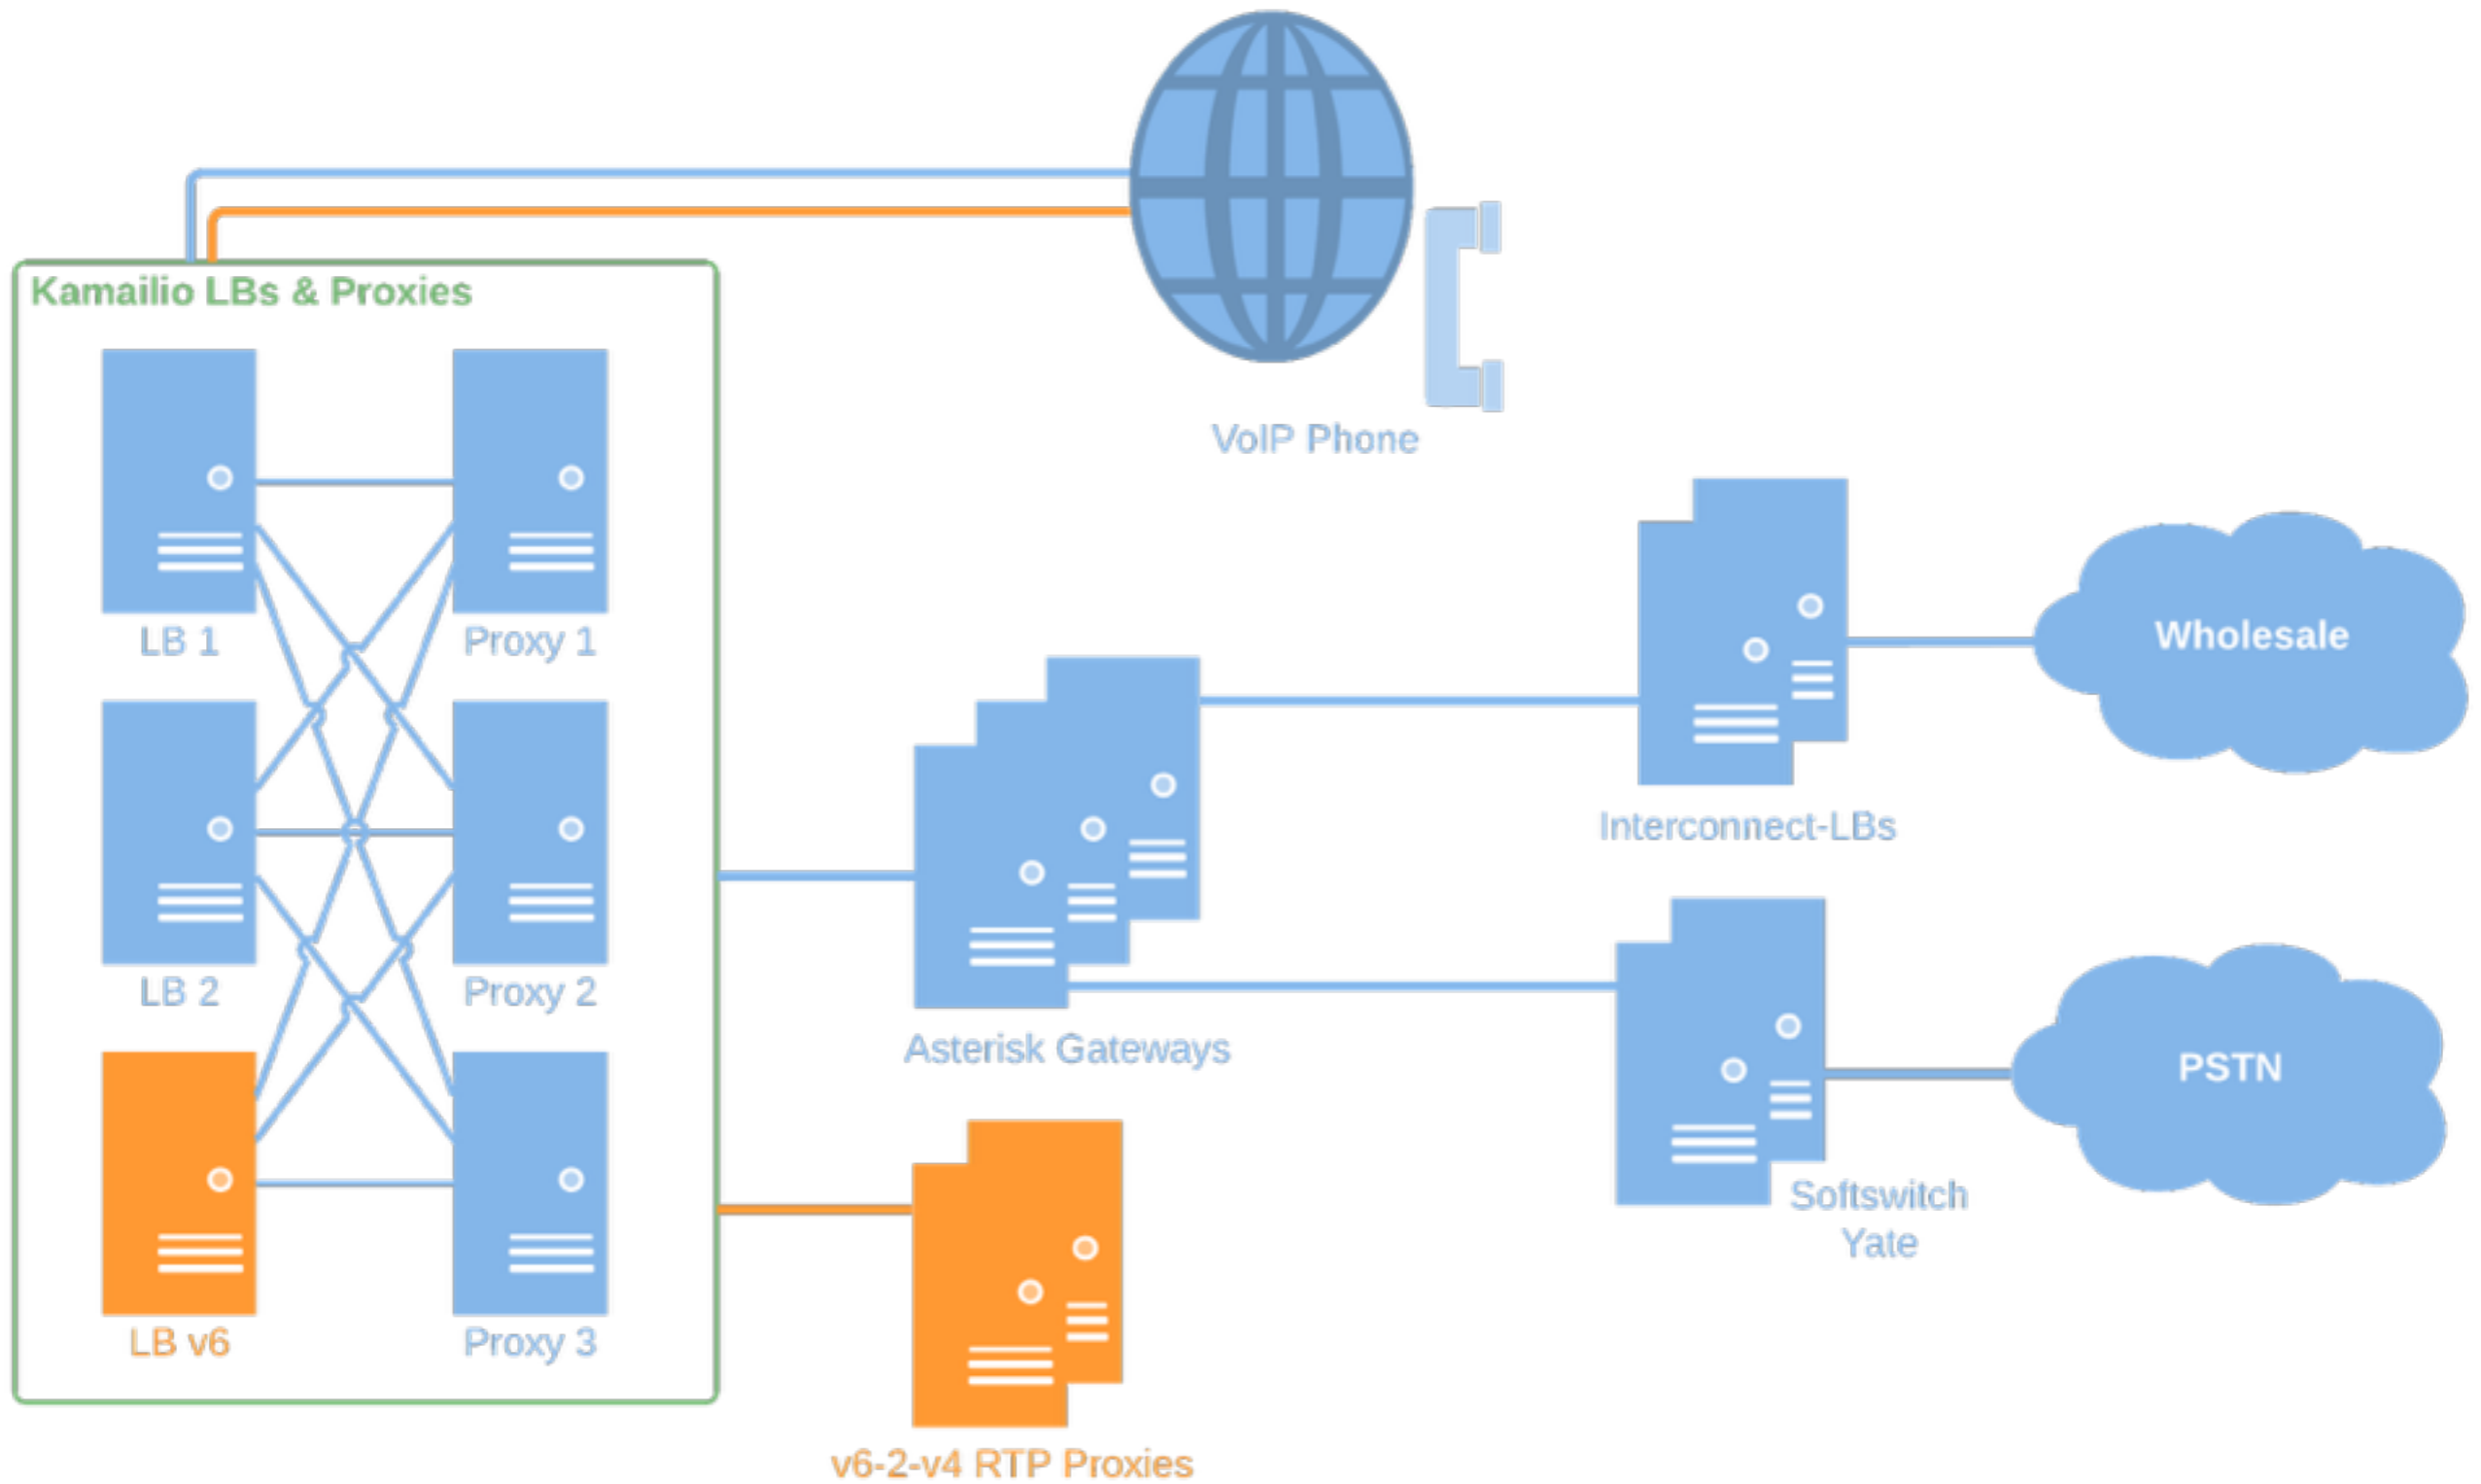 Kamailio LBs & Proxies
VoIP Phone
LB 1
Proxy 1
Wholesale
Interconnect-LBs
LB 2
Proxy 2
Asterisk Gateways
PSTN
Softswitch
Yate
LB v6
Proxy 3
v6-2-v4 RTP Proxies